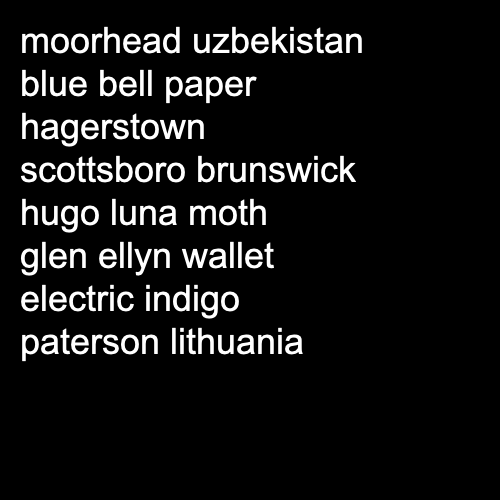 moorhead uzbekistan
blue bell paper
hagerstown
scottsboro brunswick
hugo luna moth
glen ellyn wallet
electric indigo
paterson lithuania